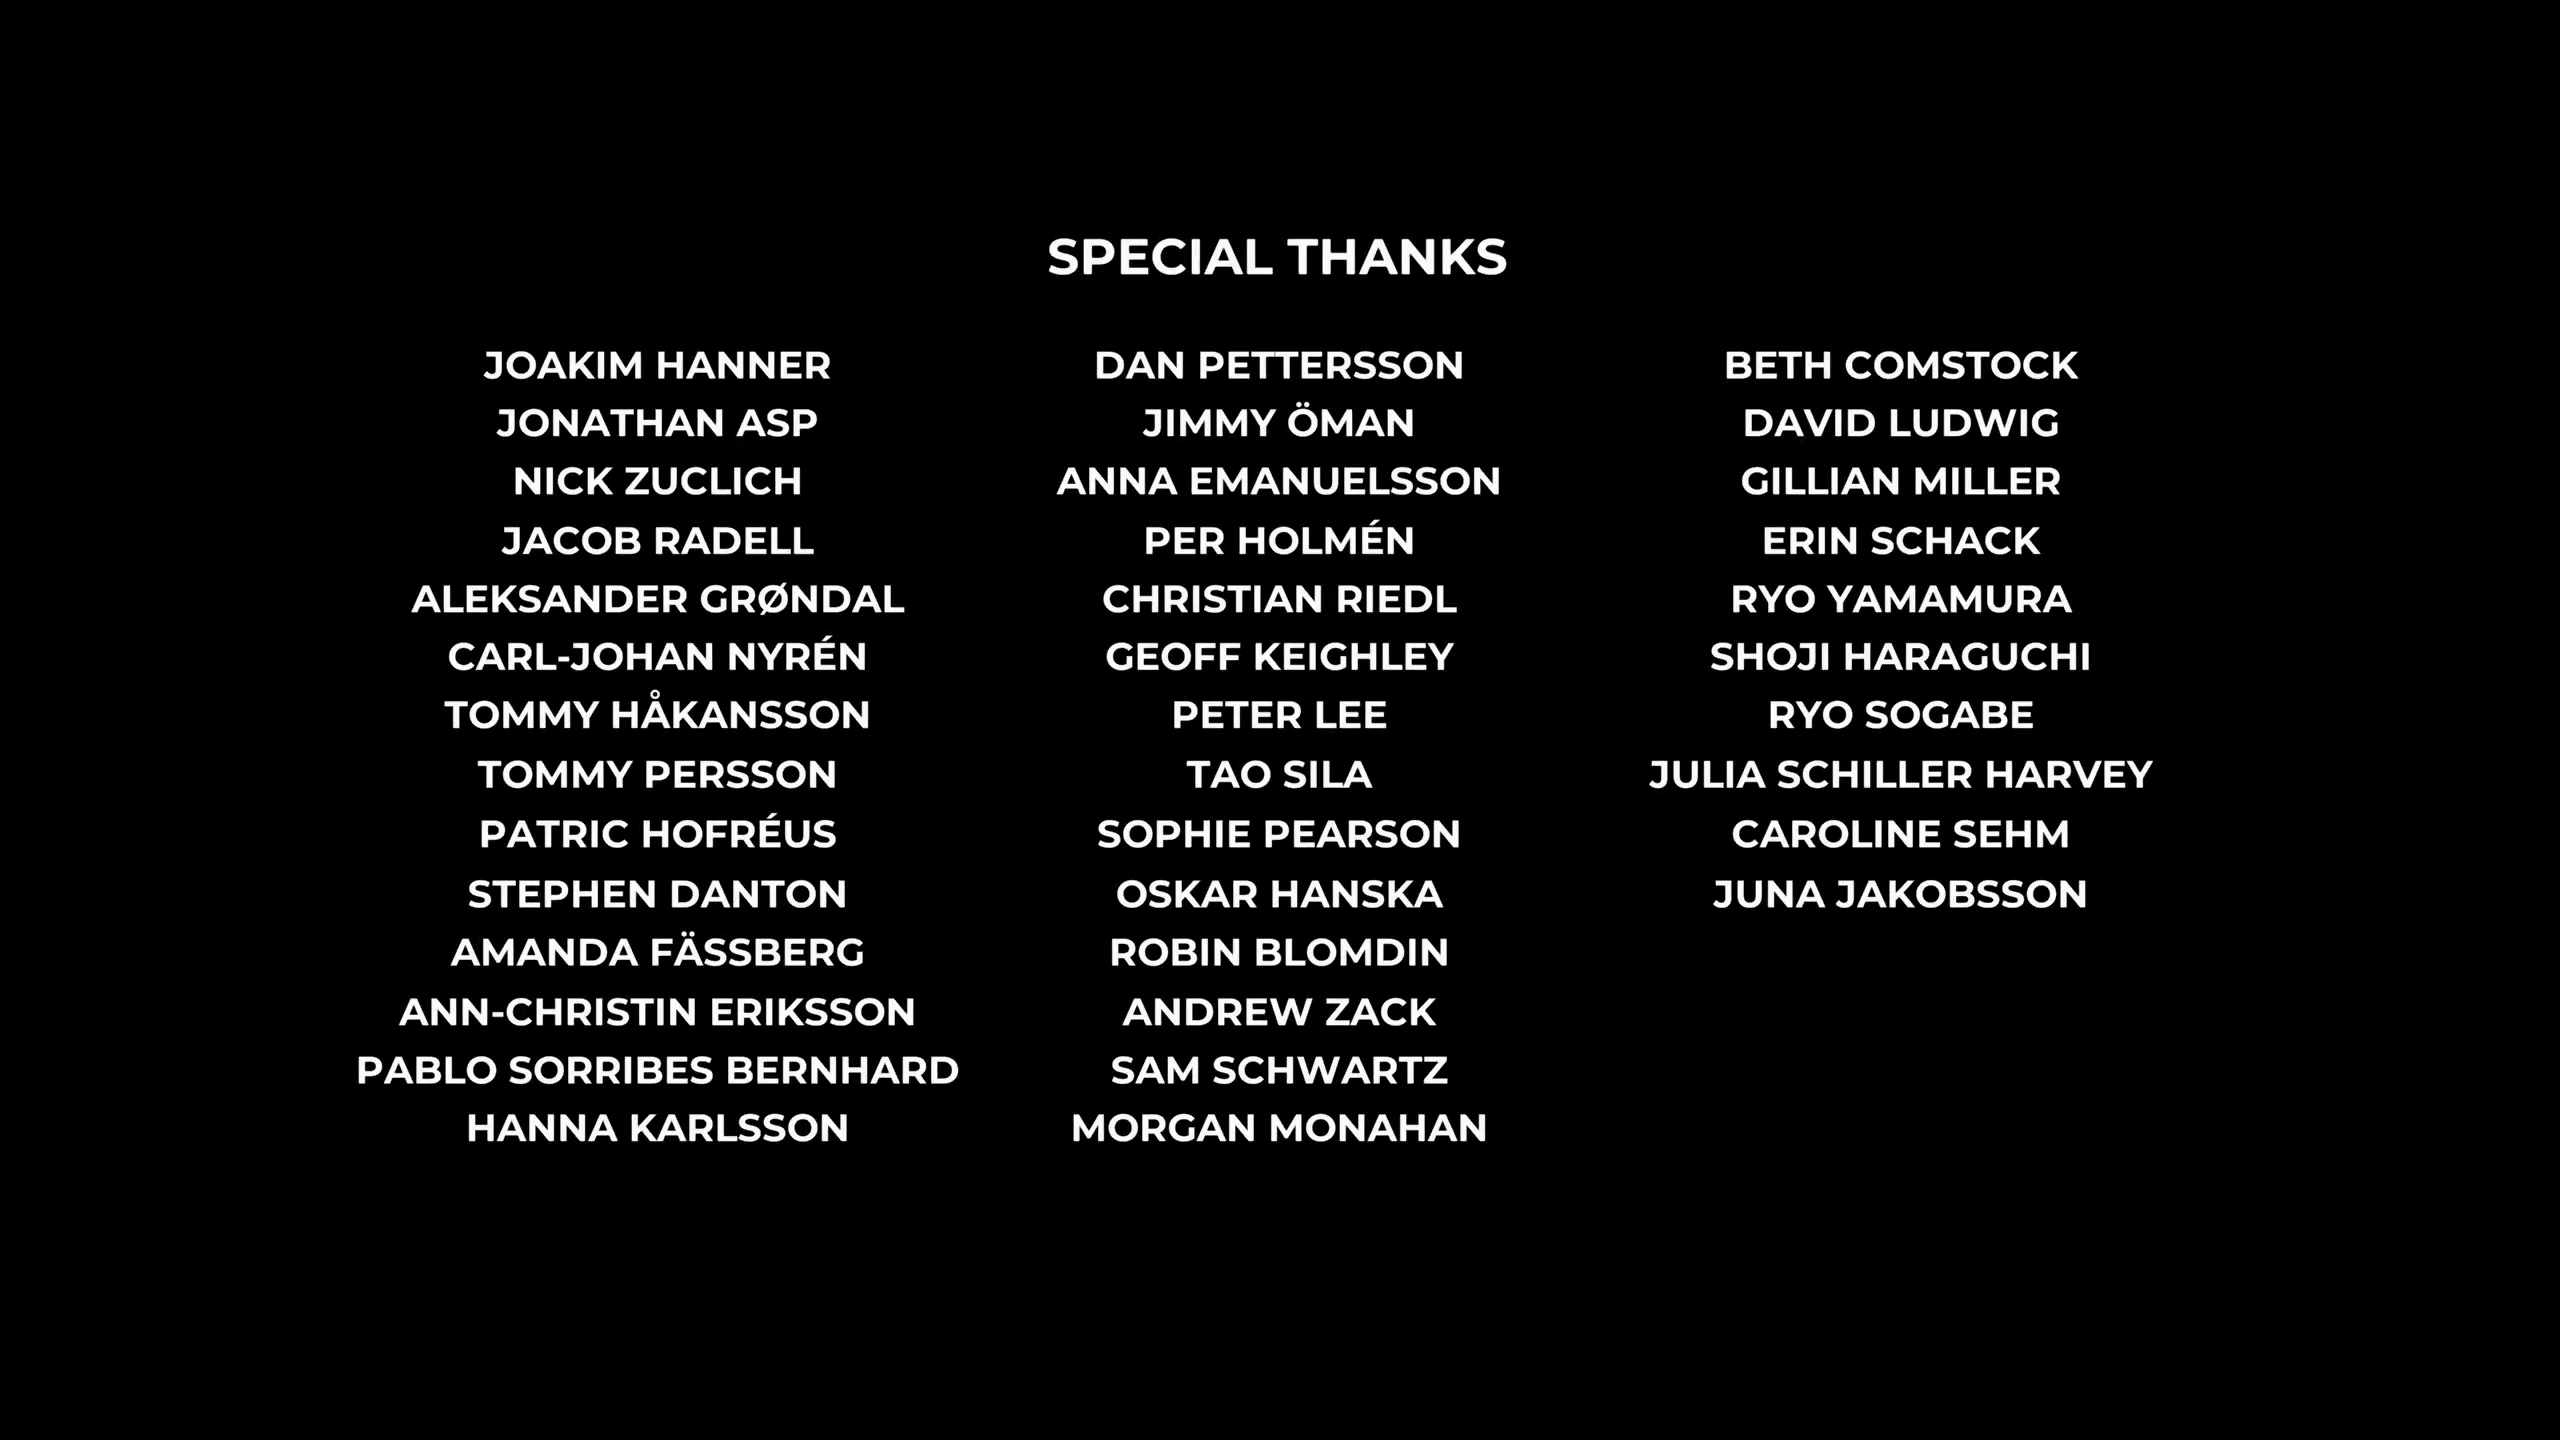 SPECIAL THANKS
JOAKIM HANNER
JONATHAN ASP
NICK ZUCLICH
JACOB RADELL
ALEKSANDER GRØNDAL
CARL-JOHAN NYRÉN
TOMMY HÅKANSSON
TOMMY PERSSON
PATRIC HOFRÉUS
STEPHEN DANTON
AMANDA FÄSSBERG
ANN-CHRISTIN ERIKSSON
PABLO SORRIBES BERNHARD
HANNA KARLSSON
DAN PETTERSSON
JIMMY ÖMAN
ANNA EMANUELSSON
PER HOLMÉN
CHRISTIAN RIEDL
GEOFF KEIGHLEY
PETER LEE
TAO SILA
SOPHIE PEARSON
OSKAR HANSKA
ROBIN BLOMDIN
ANDREW ZACK
SAM SCHWARTZ
MORGAN MONAHAN
BETH COMSTOCK
DAVID LUDWIG
GILLIAN MILLER
ERIN SCHACK
RYO YAMAMURA
SHOJI HARAGUCHI
RYO SOGABE
JULIA SCHILLER HARVEY
CAROLINE SEHM
JUNA JAKOBSSON